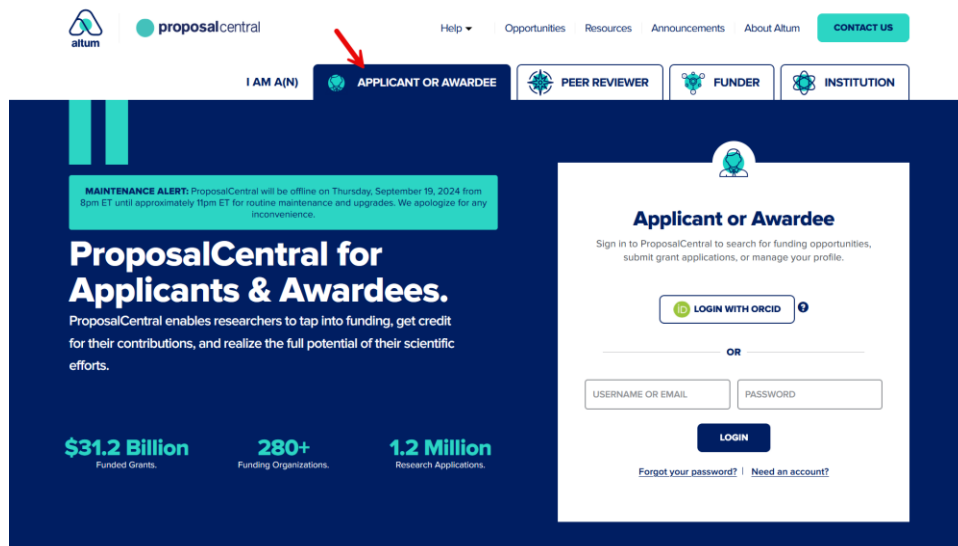 altum
proposalcentral
Help
Opportunities
Resources
Announcements
About Altum
CONTACT US
I AM A(N)
APPLICANT OR AWARDEE
PEER REVIEWER
FUNDER
INSTITUTION
MAINTENANCE ALERT: ProposalCentral will be offline on Thursday, September 19, 2024 from
8pm ET until approximately 11pm ET for routine maintenance and upgrades. We apologize for any
inconvenience.
ProposalCentral for
Applicants & Awardees.
ProposalCentral enables researchers to tap into funding, get credit
for their contributions, and realize the full potential of their scientific
efforts.
$31.2 Billion
Funded Grants.
280+
Funding Organizations.
1.2 Million
Research Applications.
Applicant or Awardee
Sign in to ProposalCentral to search for funding opportunities,
submit grant applications, or manage your profile.
iD LOGIN WITH ORCID ?
OR
USERNAME OR EMAIL
PASSWORD
LOGIN
Forgot your password? | Need an account?